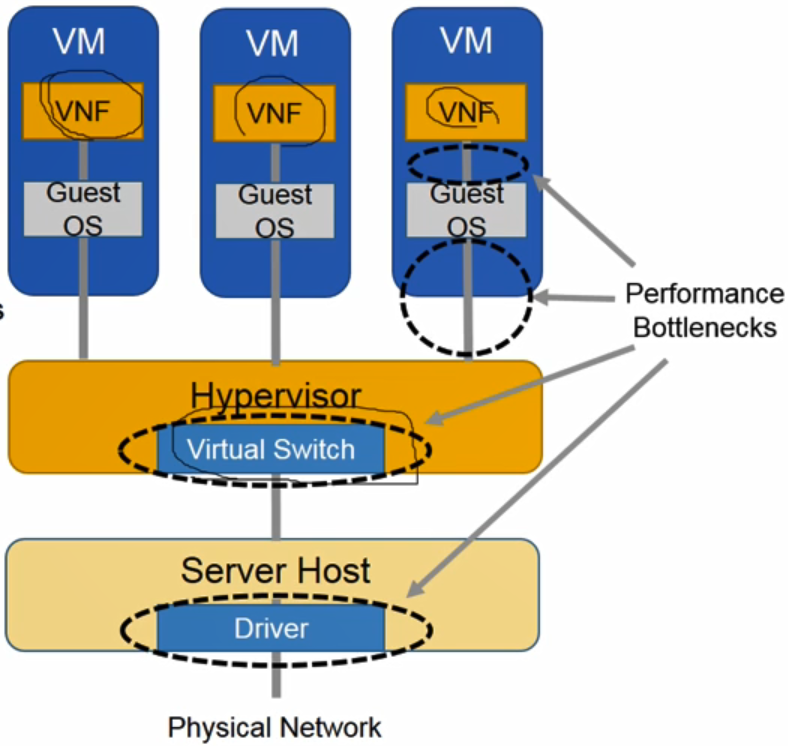 VM
VM
VM
VNF
VNF
VNF
Guest
OS
Guest
OS
Guest
OS
s
Performance
Bottlenecks
Hypervisor
Virtual Switch
Server Host
Driver
Physical Network